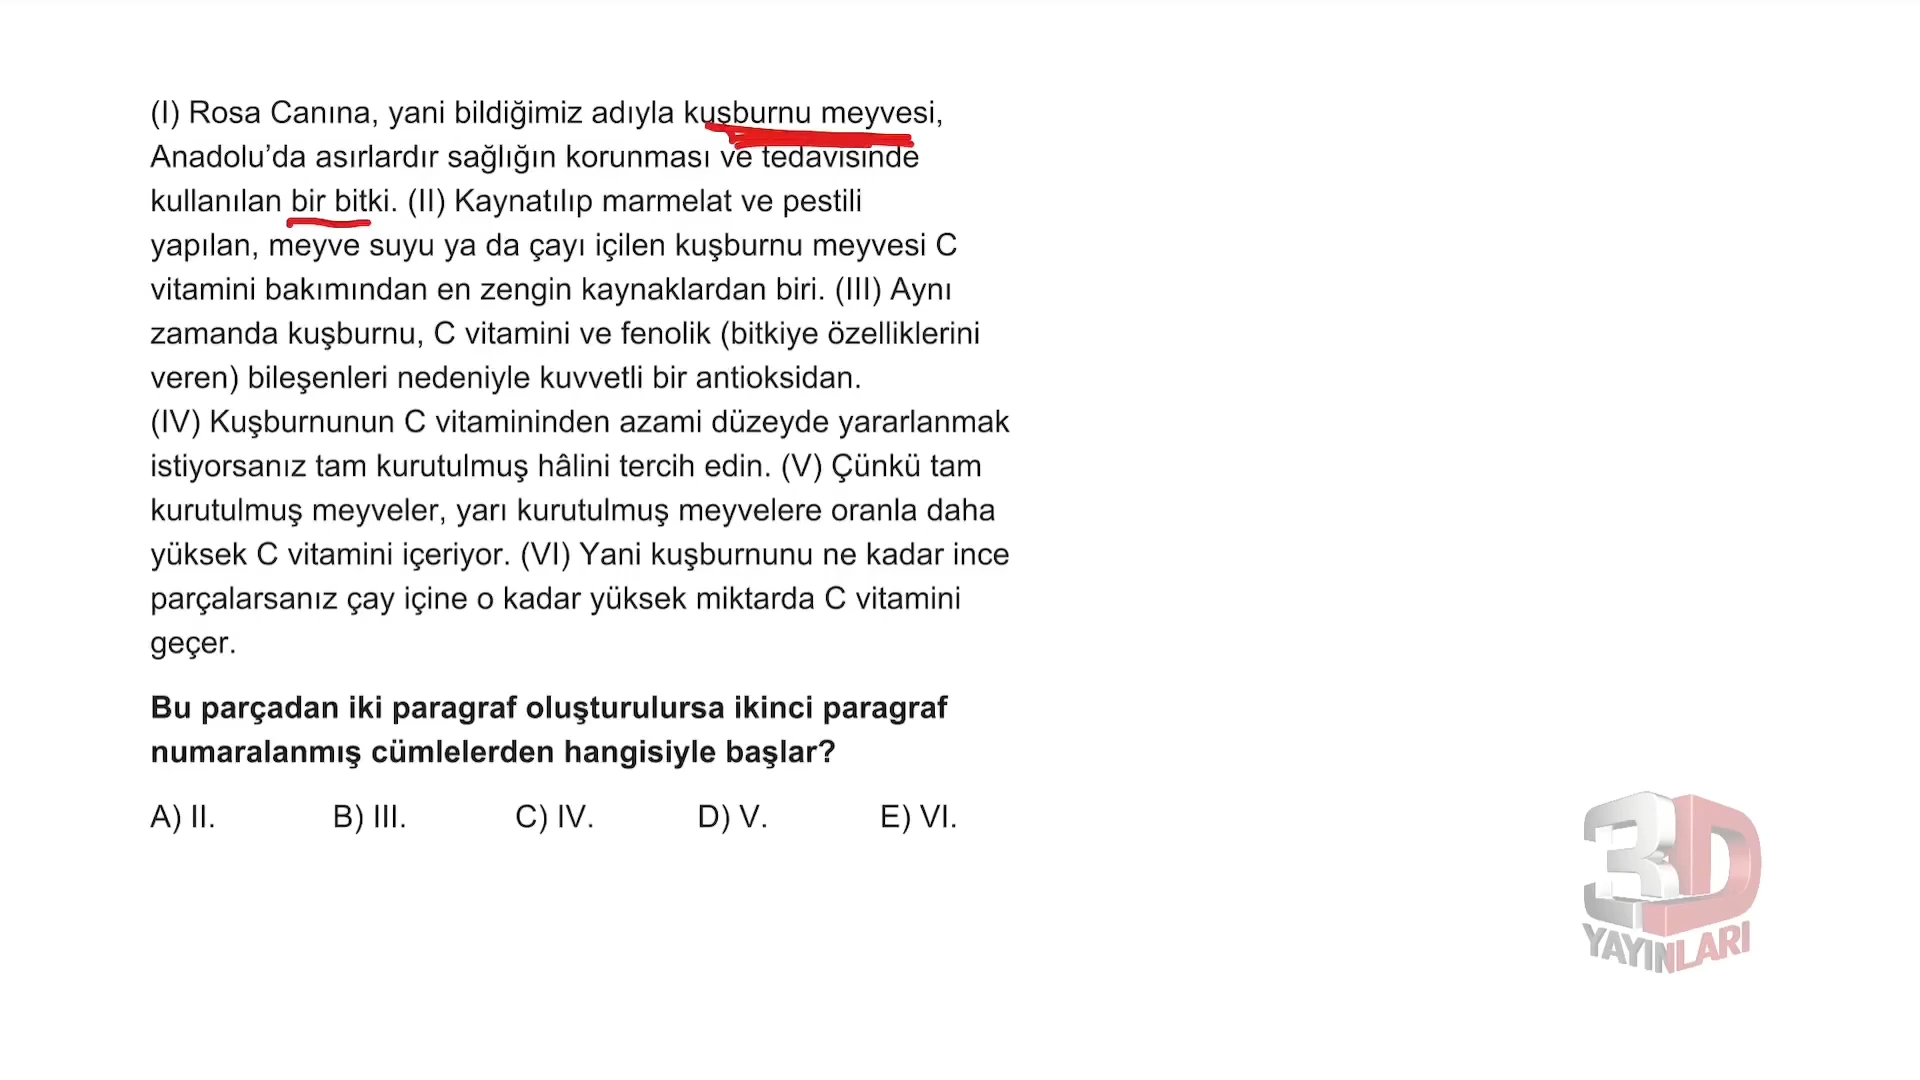 (I) Rosa Canına, yani bildiğimiz adıyla kuşburnu meyvesi,
Anadolu’da asırlardır sağlığın korunması ve tedavisinde
kullanılan bir bitki. (II) Kaynatılıp marmelat ve pestili
yapılan, meyve suyu ya da çayı içilen kuşburnu meyvesi C
vitamini bakımından en zengin kaynaklardan biri. (III) Aynı
zamanda kuşburnu, C vitamini ve fenolik (bitkiye özelliklerini
veren) bileşenleri nedeniyle kuvvetli bir antioksidan.
(IV) Kuşburnunun C vitamininden azami düzeyde yararlanmak
istiyorsanız tam kurutulmuş hâlini tercih edin. (V) Çünkü tam
kurutulmuş meyveler, yarı kurutulmuş meyvelere oranla daha
yüksek C vitamini içeriyor. (VI) Yani kuşburnunu ne kadar ince
parçalarsanız çay içine o kadar yüksek miktarda C vitamini
geçer.
Bu parçadan iki paragraf oluşturulursa ikinci paragraf
numaralanmış cümlelerden hangisiyle başlar?
A) II. B) III. C) IV. D) V. E) VI.
3D
YAYINLARI